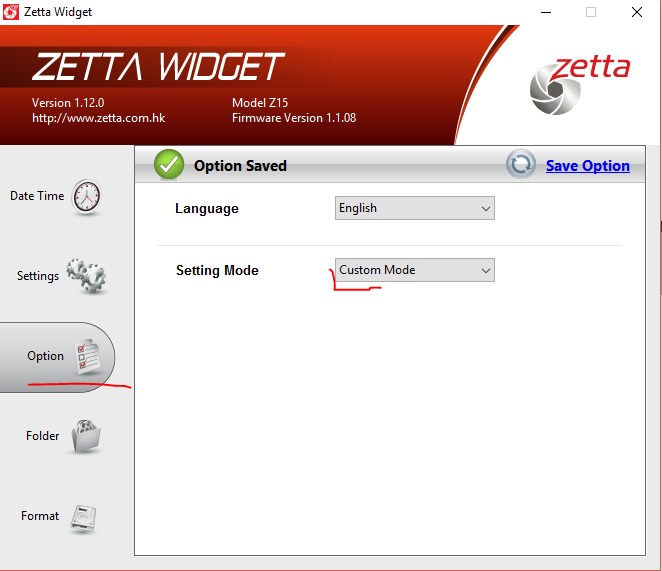 Zetta Widget
ZETTA WIDGET
zetta
Version 1.12.0 Model Z15
http://www.zetta.com.hk Firmware Version 1.1.08
Option Saved Save Option
Date Time
Language English
Settings
Setting Mode Custom Mode
Option
Folder
Format